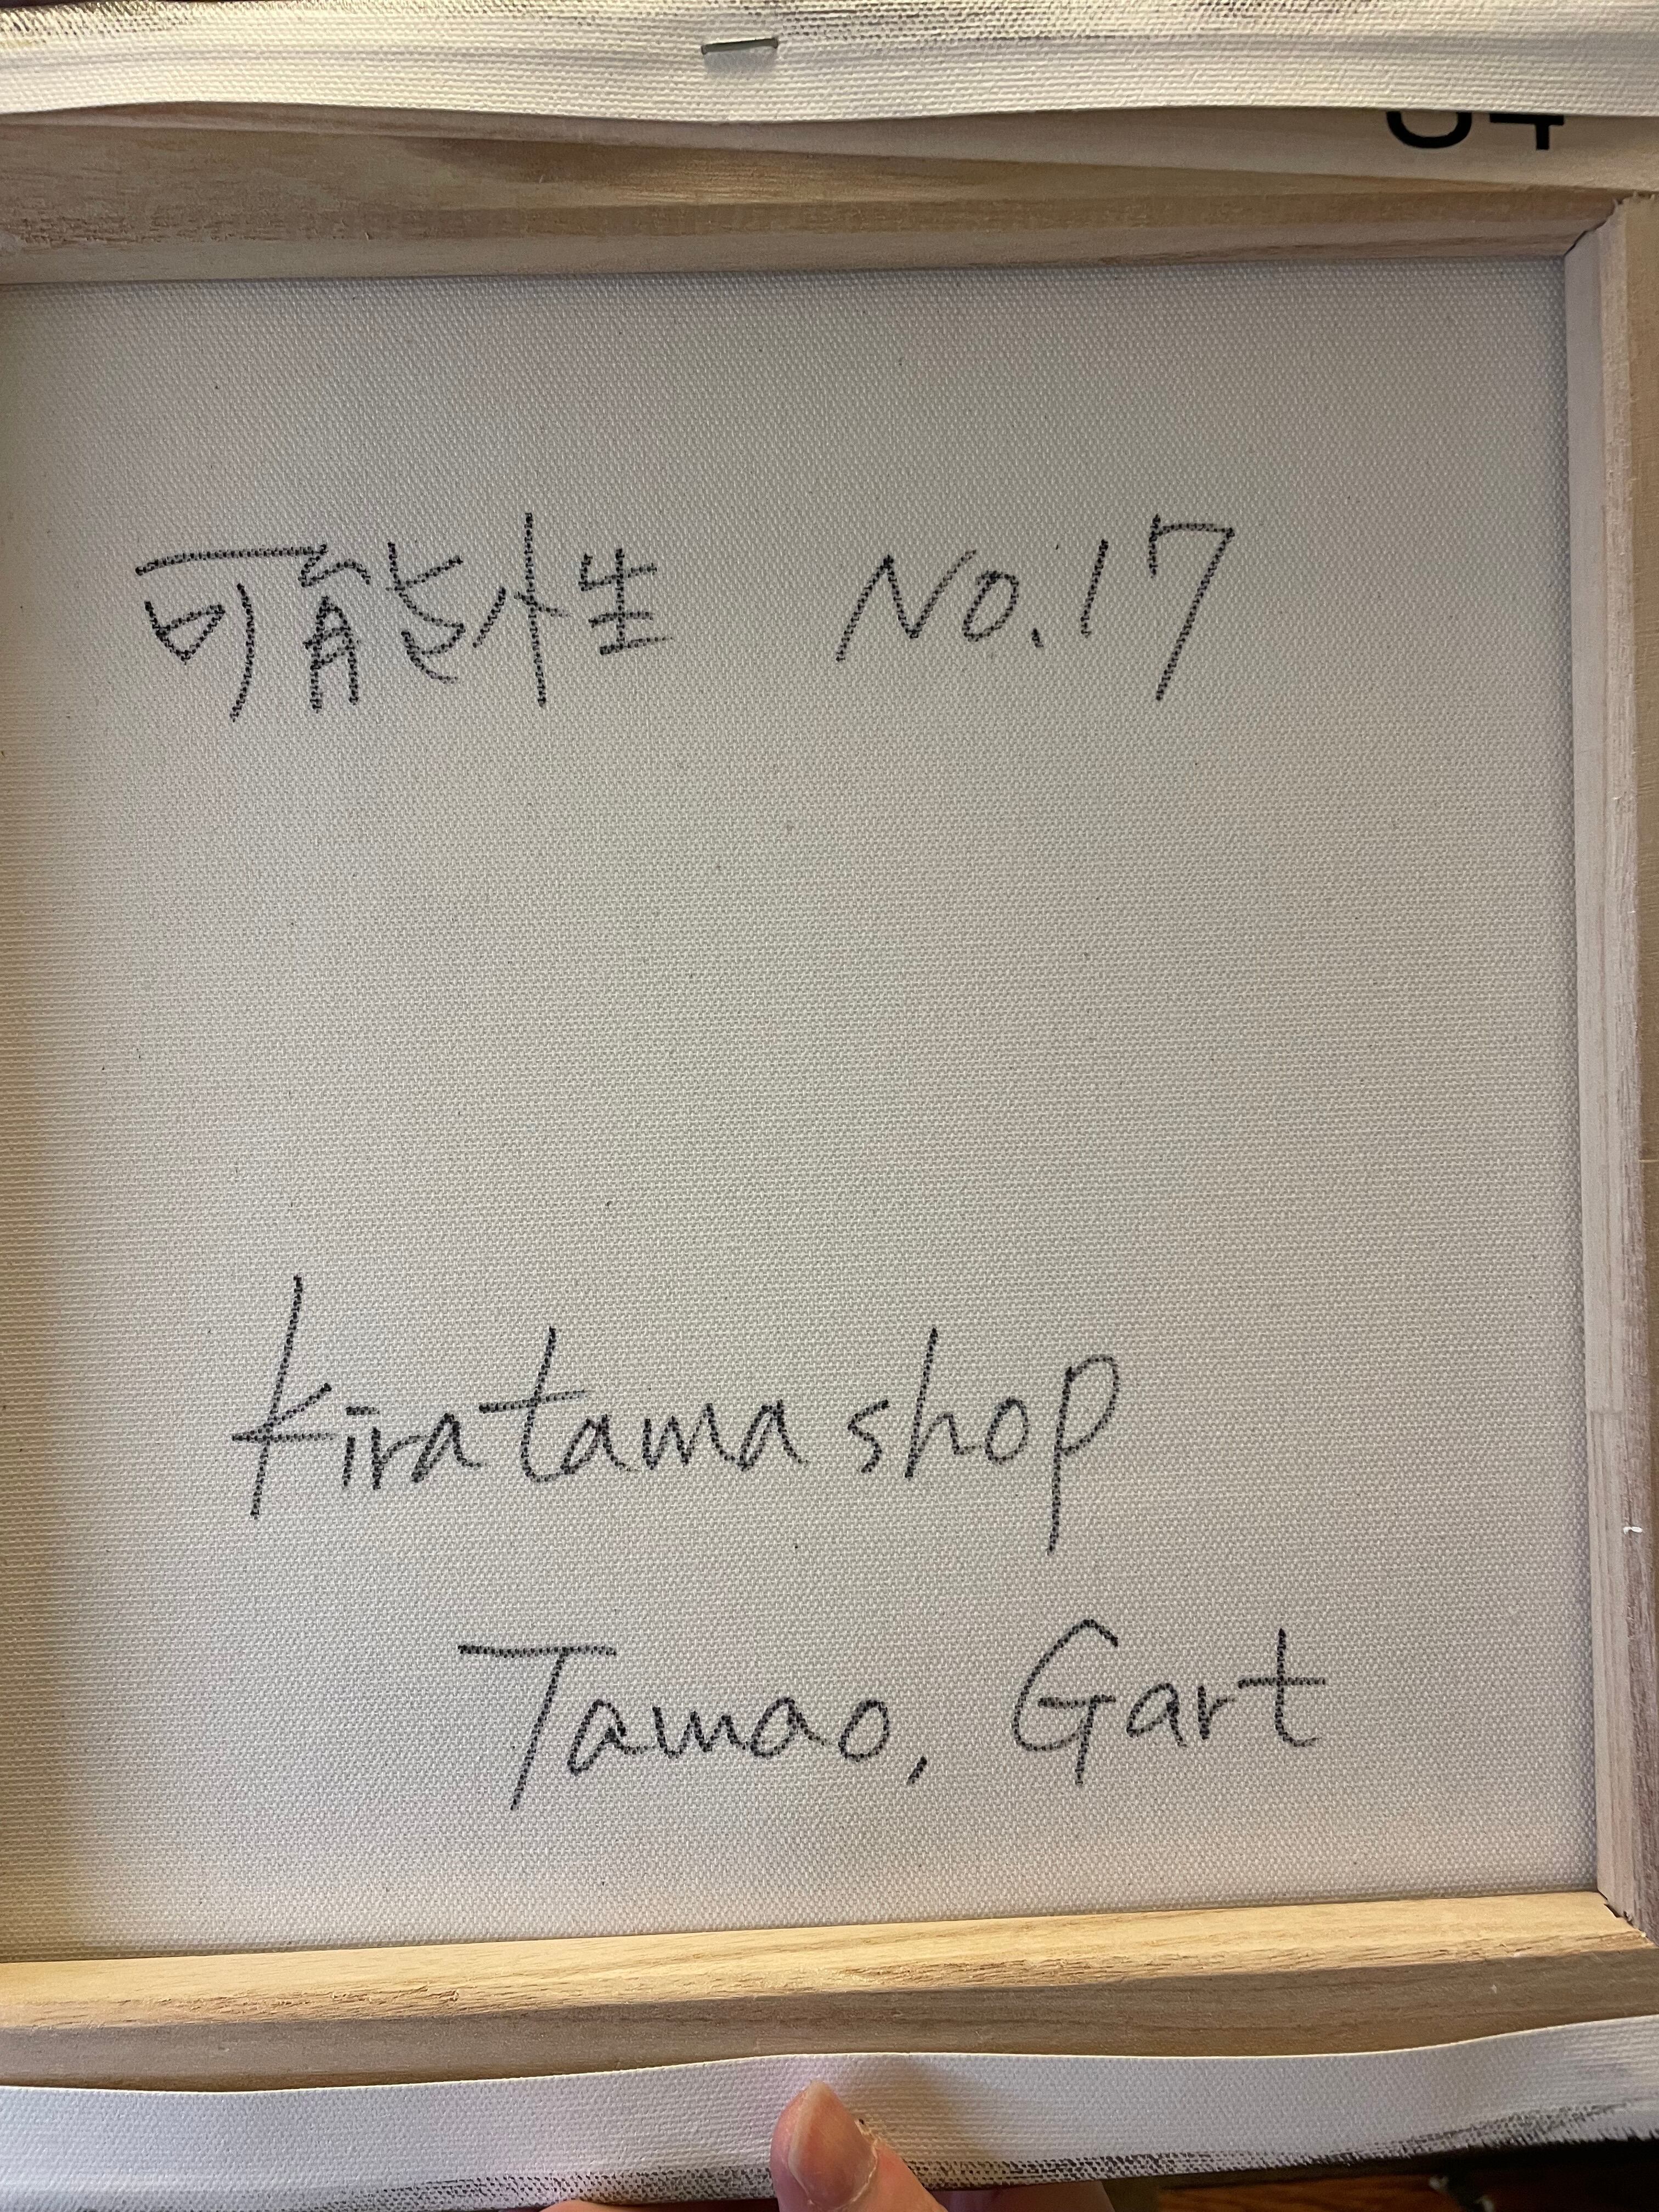 可能性 No.17
kiratama shop
Tamao, Gart